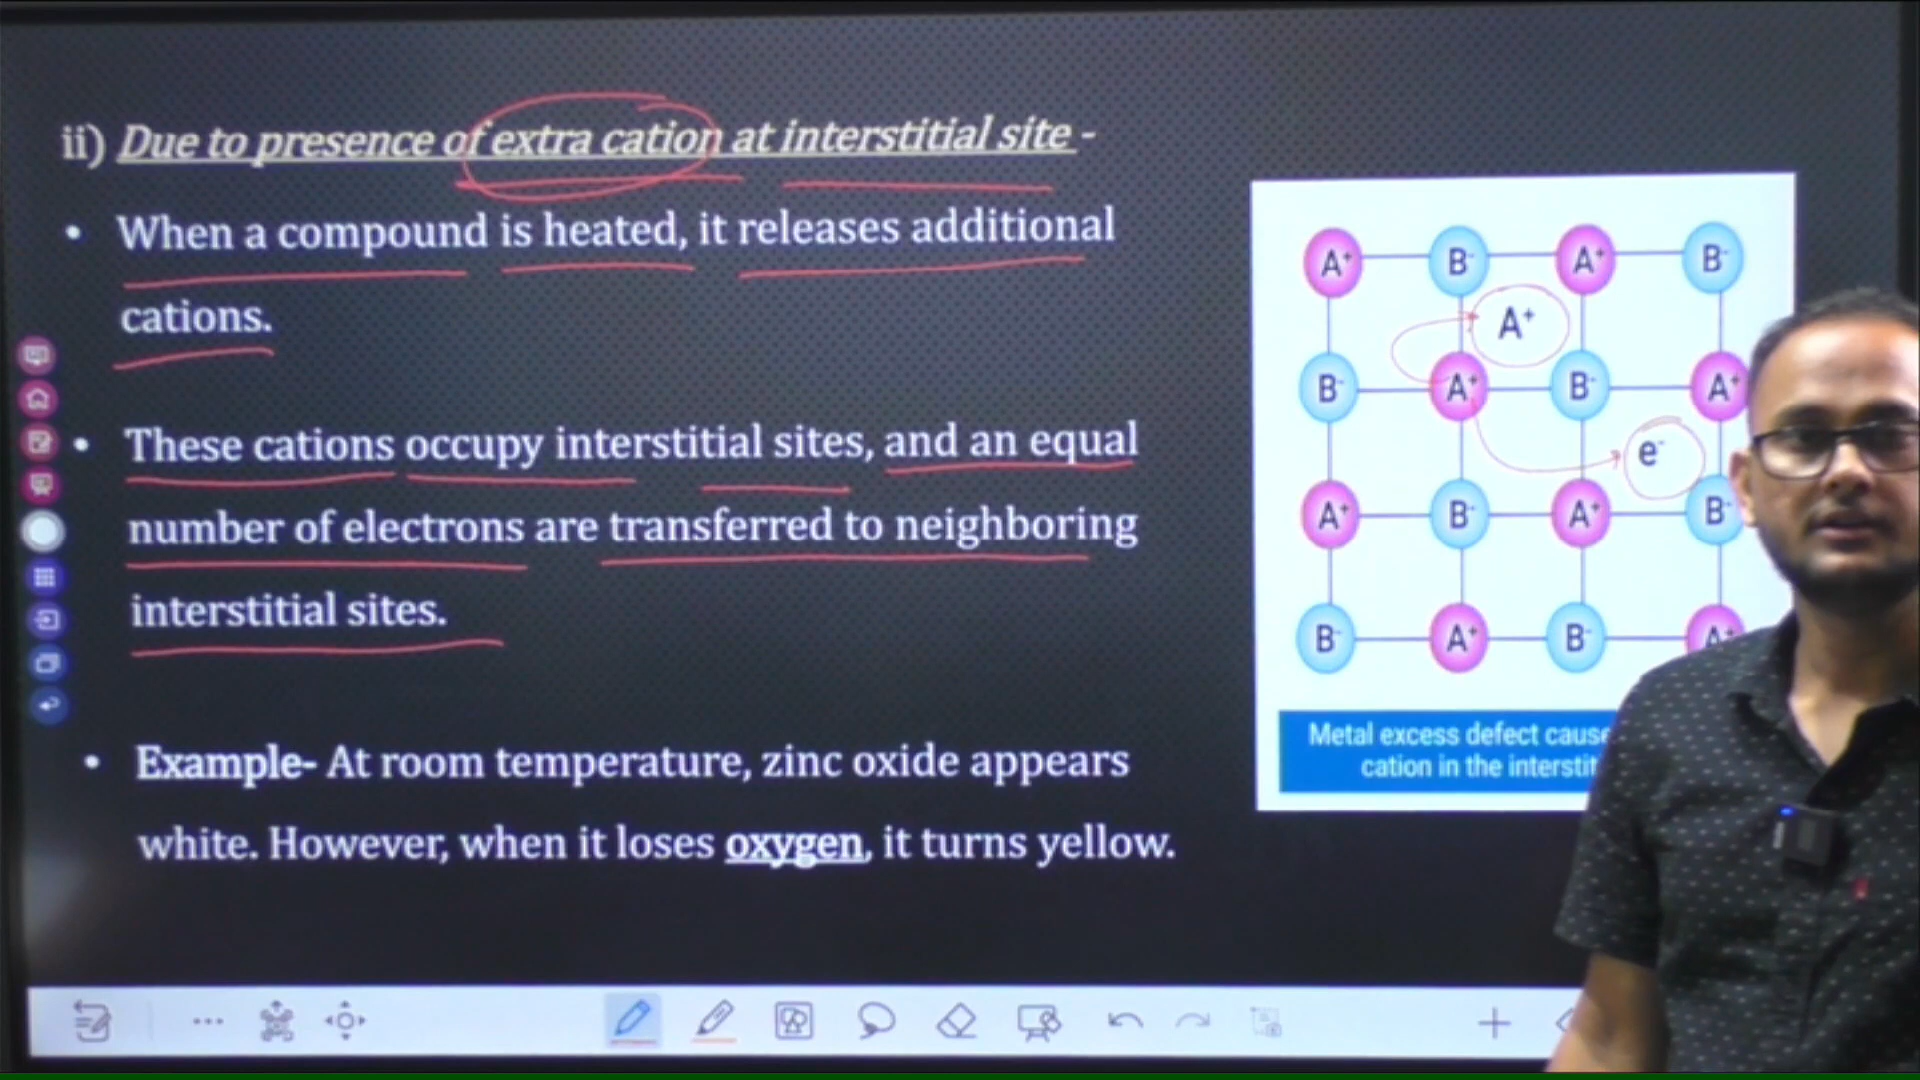 ii) Due to presence of extra cation at interstitial site -
• When a compound is heated, it releases additional
cations.
• These cations occupy interstitial sites, and an equal
number of electrons are transferred to neighboring
interstitial sites.
• Example- At room temperature, zinc oxide appears
white. However, when it loses oxygen, it turns yellow.
A⁺ B⁻ A⁺ B⁻
A⁺
B⁻ A⁺ B⁻ A⁺
e⁻
A⁺ B⁻ A⁺ B⁻
B⁻ A⁺ B⁻ A⁺
Metal excess defect
cation in the